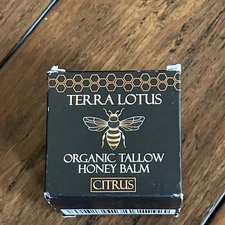 TERRA LOTUS
ORGANIC TALLOW
HONEY BALM
CITRUS